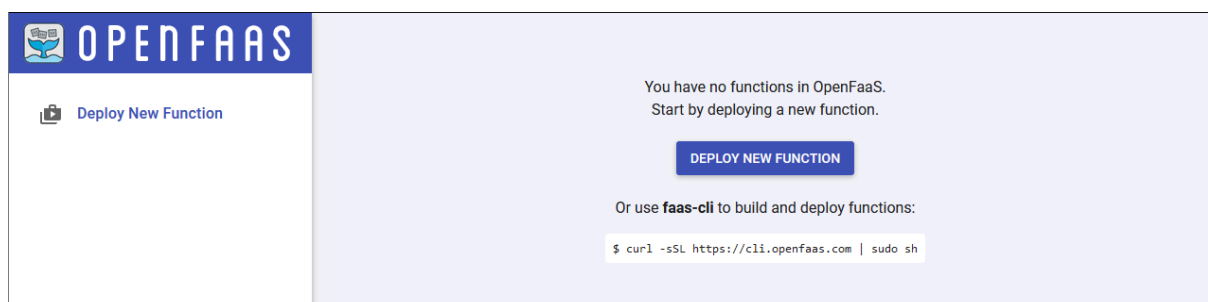 OPENFAAS
Deploy New Function
You have no functions in OpenFaaS.
Start by deploying a new function.
DEPLOY NEW FUNCTION
Or use faas-cli to build and deploy functions:
$ curl -sSL https://cli.openfaas.com | sudo sh